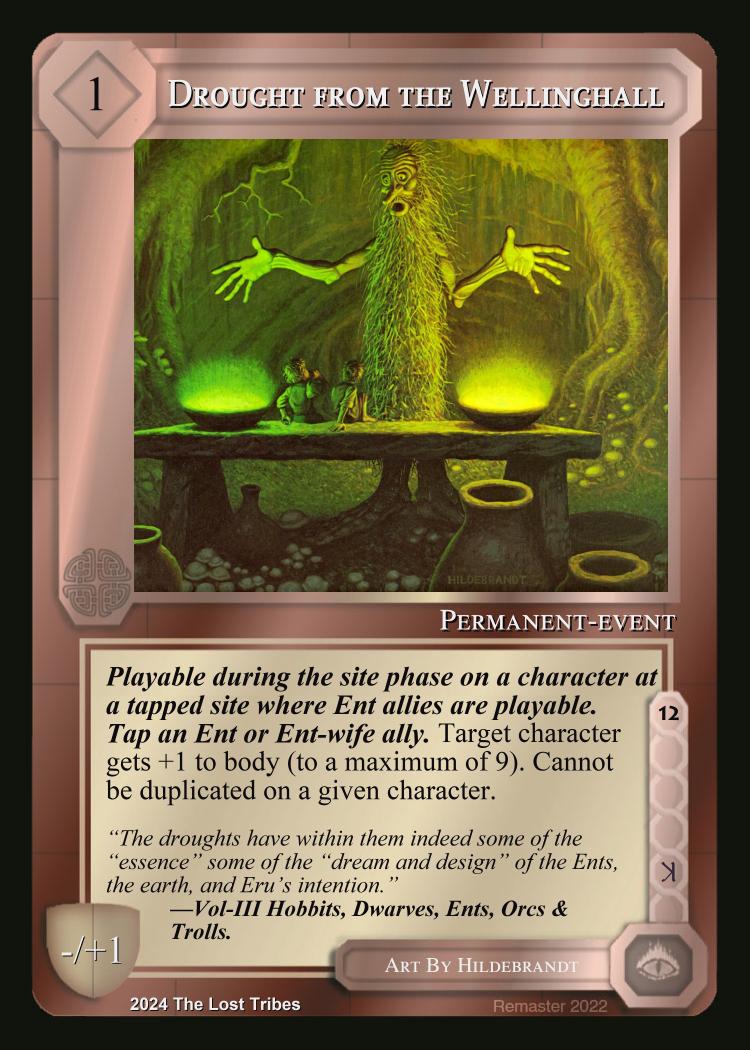 1
Drought from the Wellinghall
HILDEBRANDT
Permanent-event
Playable during the site phase on a character at
a tapped site where Ent allies are playable.
Tap an Ent or Ent-wife ally. Target character
gets +1 to body (to a maximum of 9). Cannot
be duplicated on a given character.
12
“The droughts have within them indeed some of the
“essence” some of the “dream and design” of the Ents,
the earth, and Eru’s intention.”
—Vol-III Hobbits, Dwarves, Ents, Orcs &
Trolls.
-/+1
Art By Hildebrandt
2024 The Lost Tribes
Remaster 2022